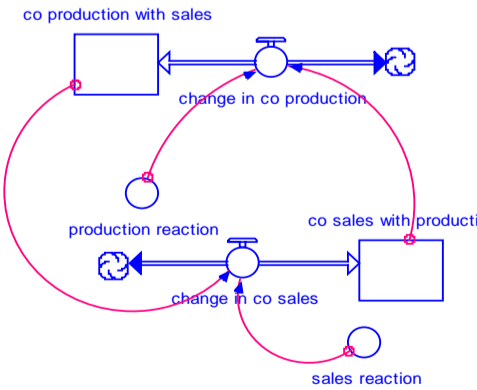 co production with sales
change in co production
production reaction
co sales with producti
change in co sales
sales reaction